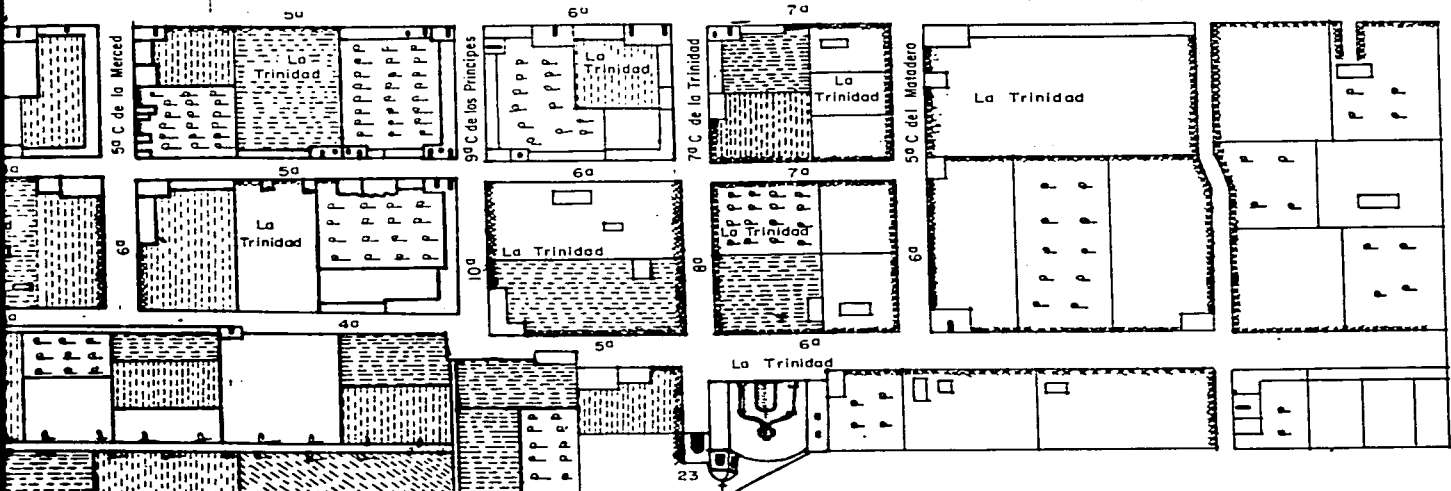 5a
6a
7a
5a C de la Merced
La
Trinidad
9a C de los Principes
La
Trinidad
7a C de la Trinidad
La
Trinidad
5a C del Matadero
La Trinidad
5a
6a
7a
6a
La
Trinidad
10a
La Trinidad
8a
La Trinidad
6a
4a
5a
6a
La Trinidad
23